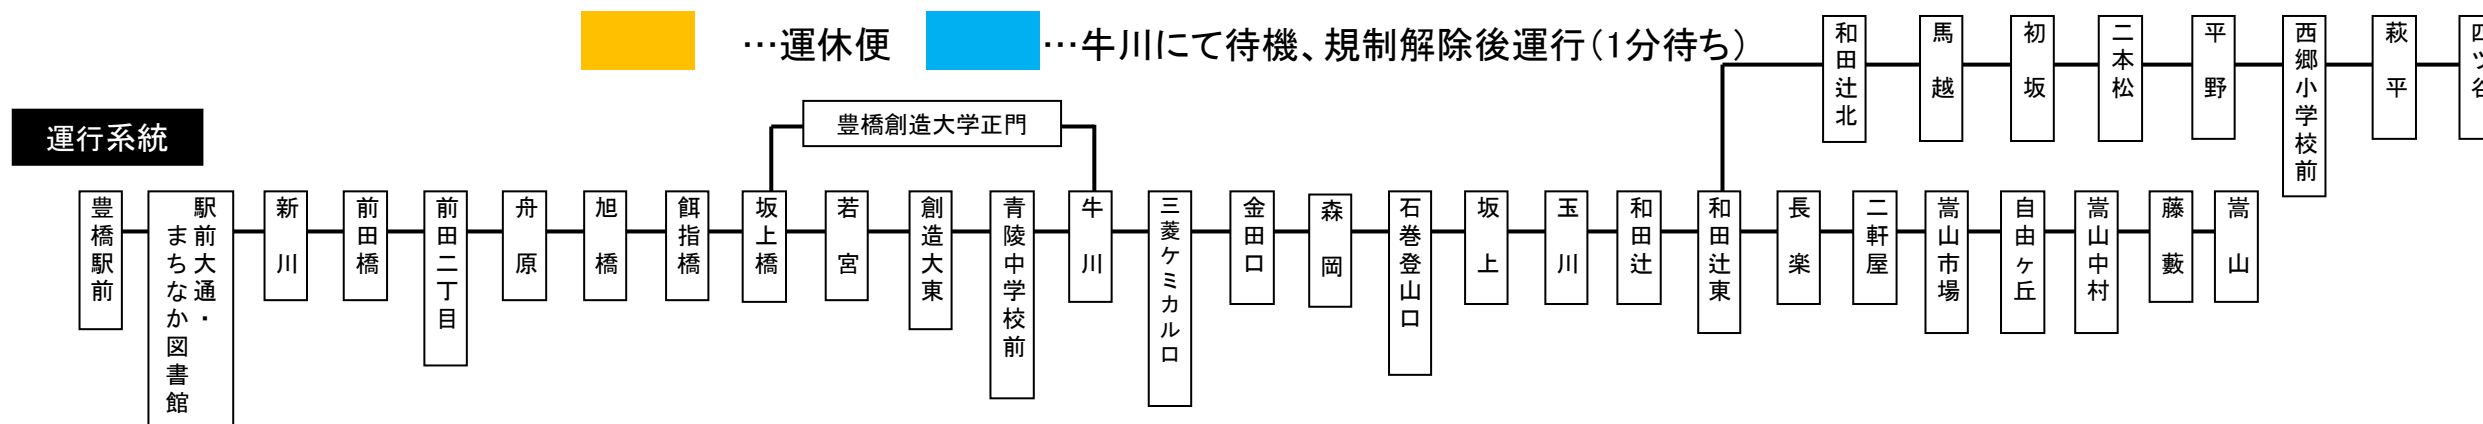 …運休便
…牛川にて待機、規制解除後運行(1分待ち)
和田辻北
馬越
初坂
二本松
平野
西郷小学校前
萩平
四ツ谷
豊橋創造大学正門
運行系統
豊橋駅前
駅前大通・
まちなか図書館
新川
前田橋
前田二丁目
舟原
旭橋
餌指橋
坂上橋
若宮
創造大東
青陵中学校前
牛川
三菱ケミカル口
金田口
森岡
石巻登山口
坂上
玉川
和田辻
和田辻東
長楽
二軒屋
嵩山市場
自由ヶ丘
嵩山中村
藤藪
嵩山